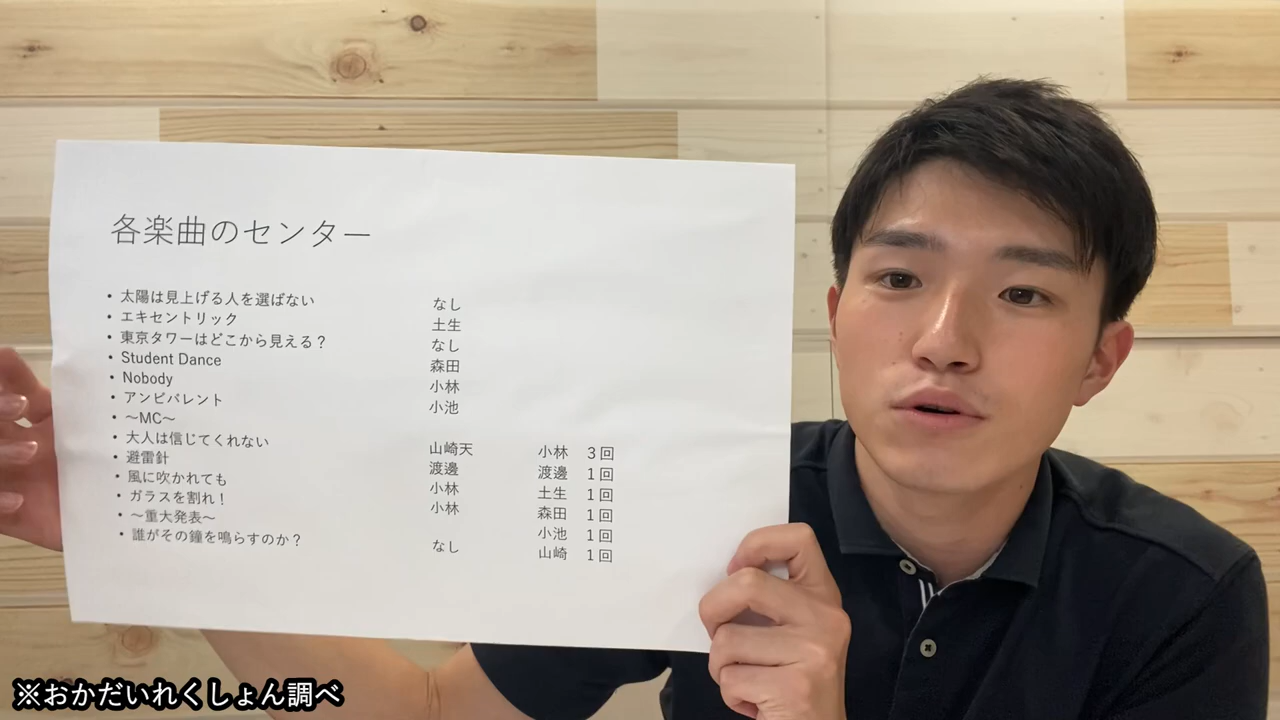 各楽曲のセンター
• 太陽は見上げる人を選ばない なし
• エキセントリック 土生
• 東京タワーはどこから見える？ なし
• Student Dance 森田
• Nobody 小林
• アンビバレント 小池
• ～MC～
• 大人は信じてくれない 山﨑天 小林 3回
• 避雷針 渡邊 渡邊 1回
• 風に吹かれても 小林 土生 1回
• ガラスを割れ！ 小林 森田 1回
• ～重大発表～ 小池 1回
• 誰がその鐘を鳴らすのか？ なし 山崎 1回
※おかだいれくしょん調べ